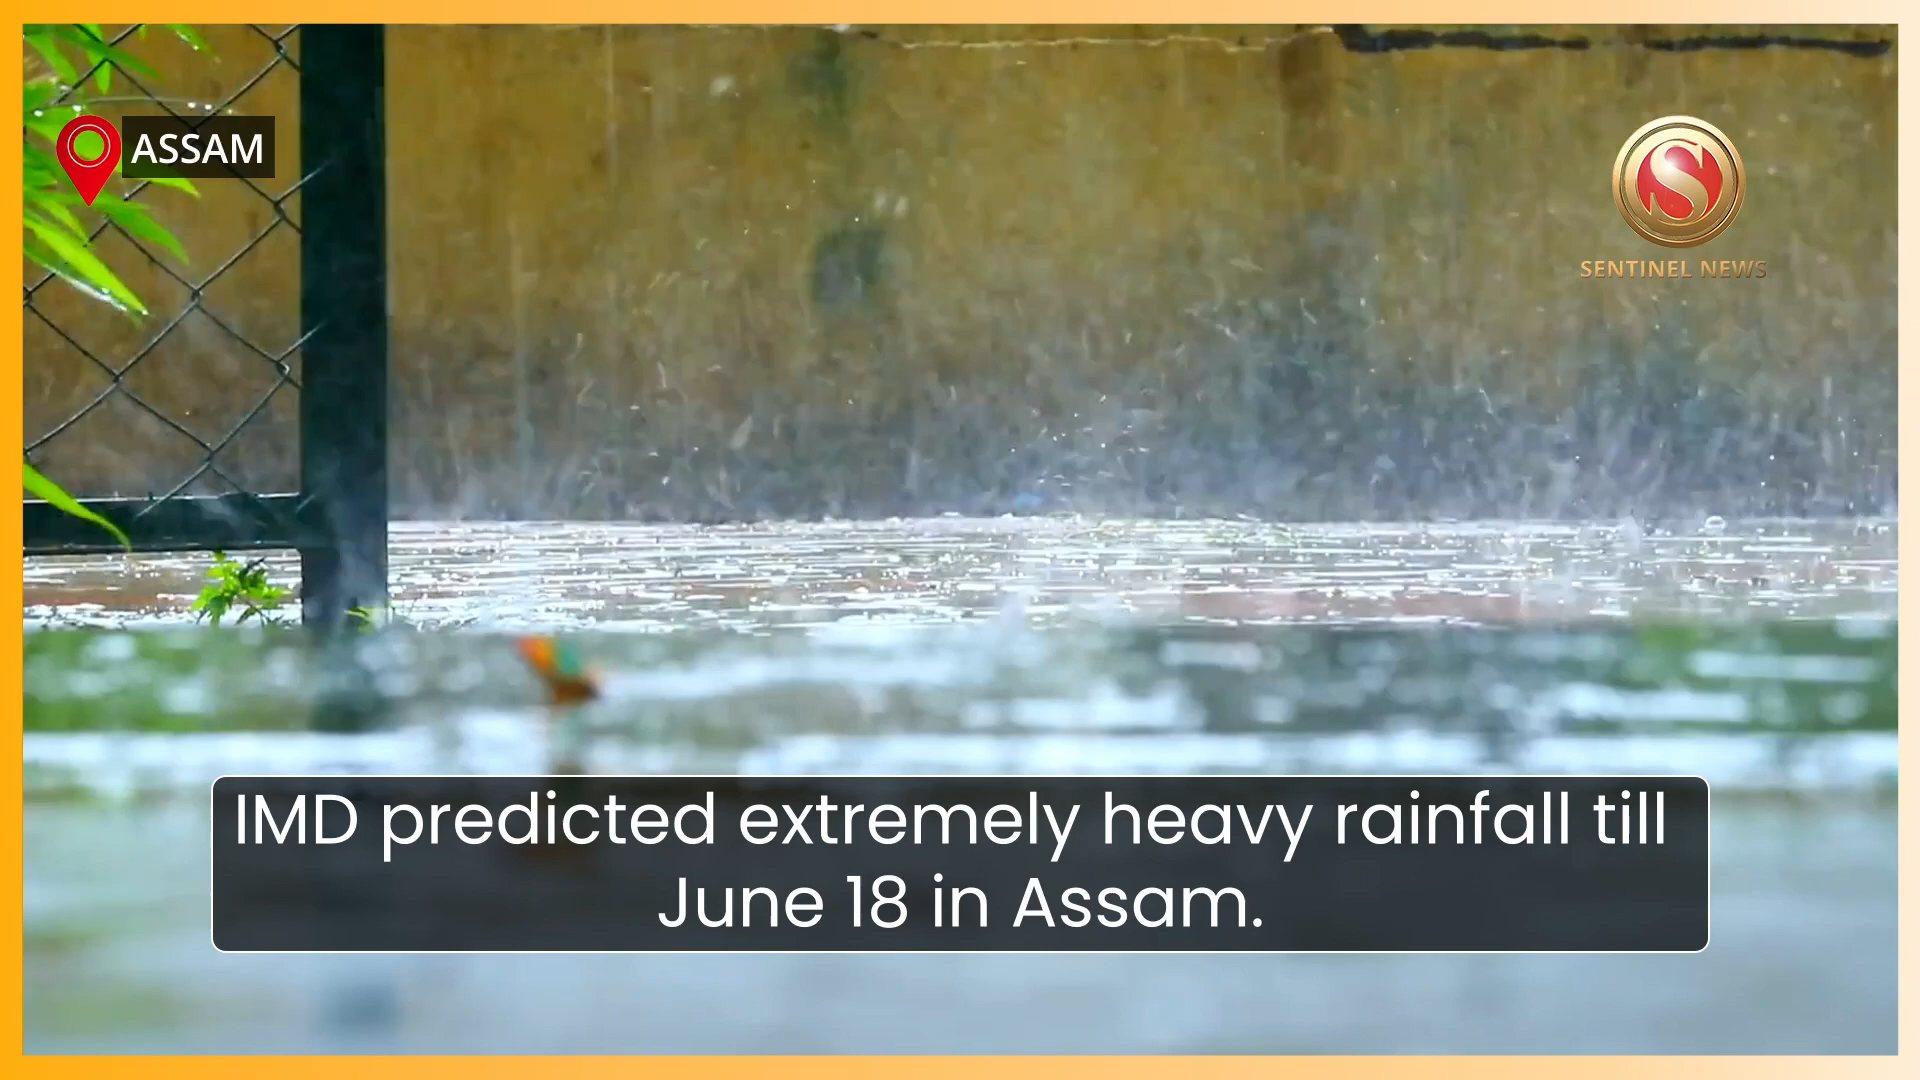 ASSAM
S
SENTINEL NEWS
IMD predicted extremely heavy rainfall till
June 18 in Assam.